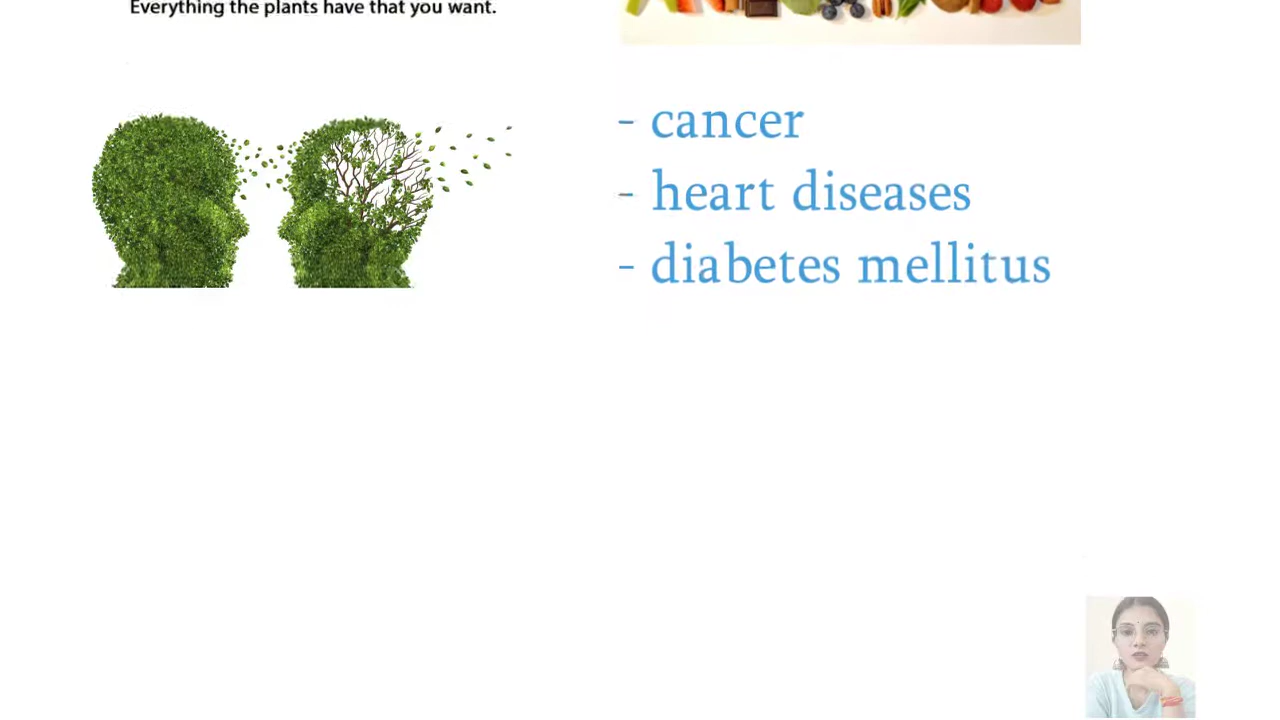 Everything the plants have that you want.
- cancer
- heart diseases
- diabetes mellitus